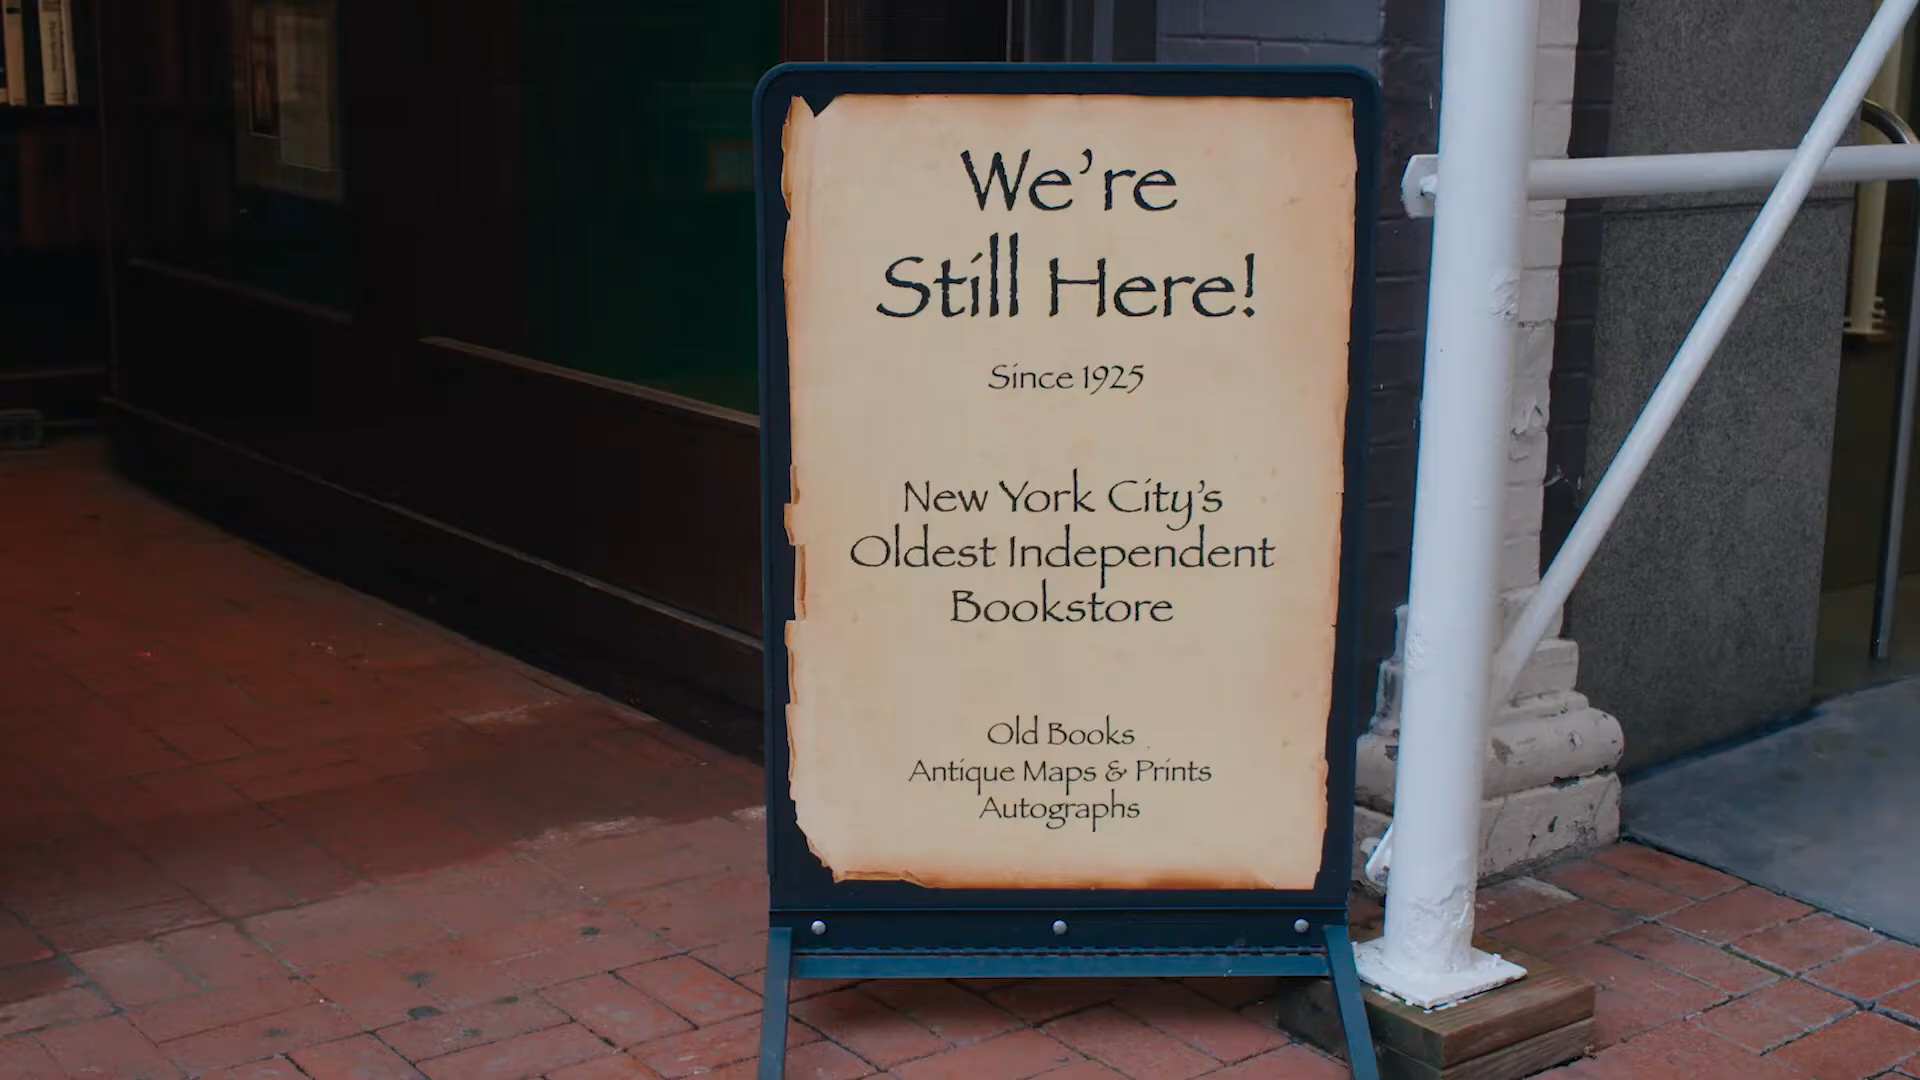 We're
Still Here!
Since 1925
New York City's
Oldest Independent
Bookstore
Old Books
Antique Maps & Prints
Autographs